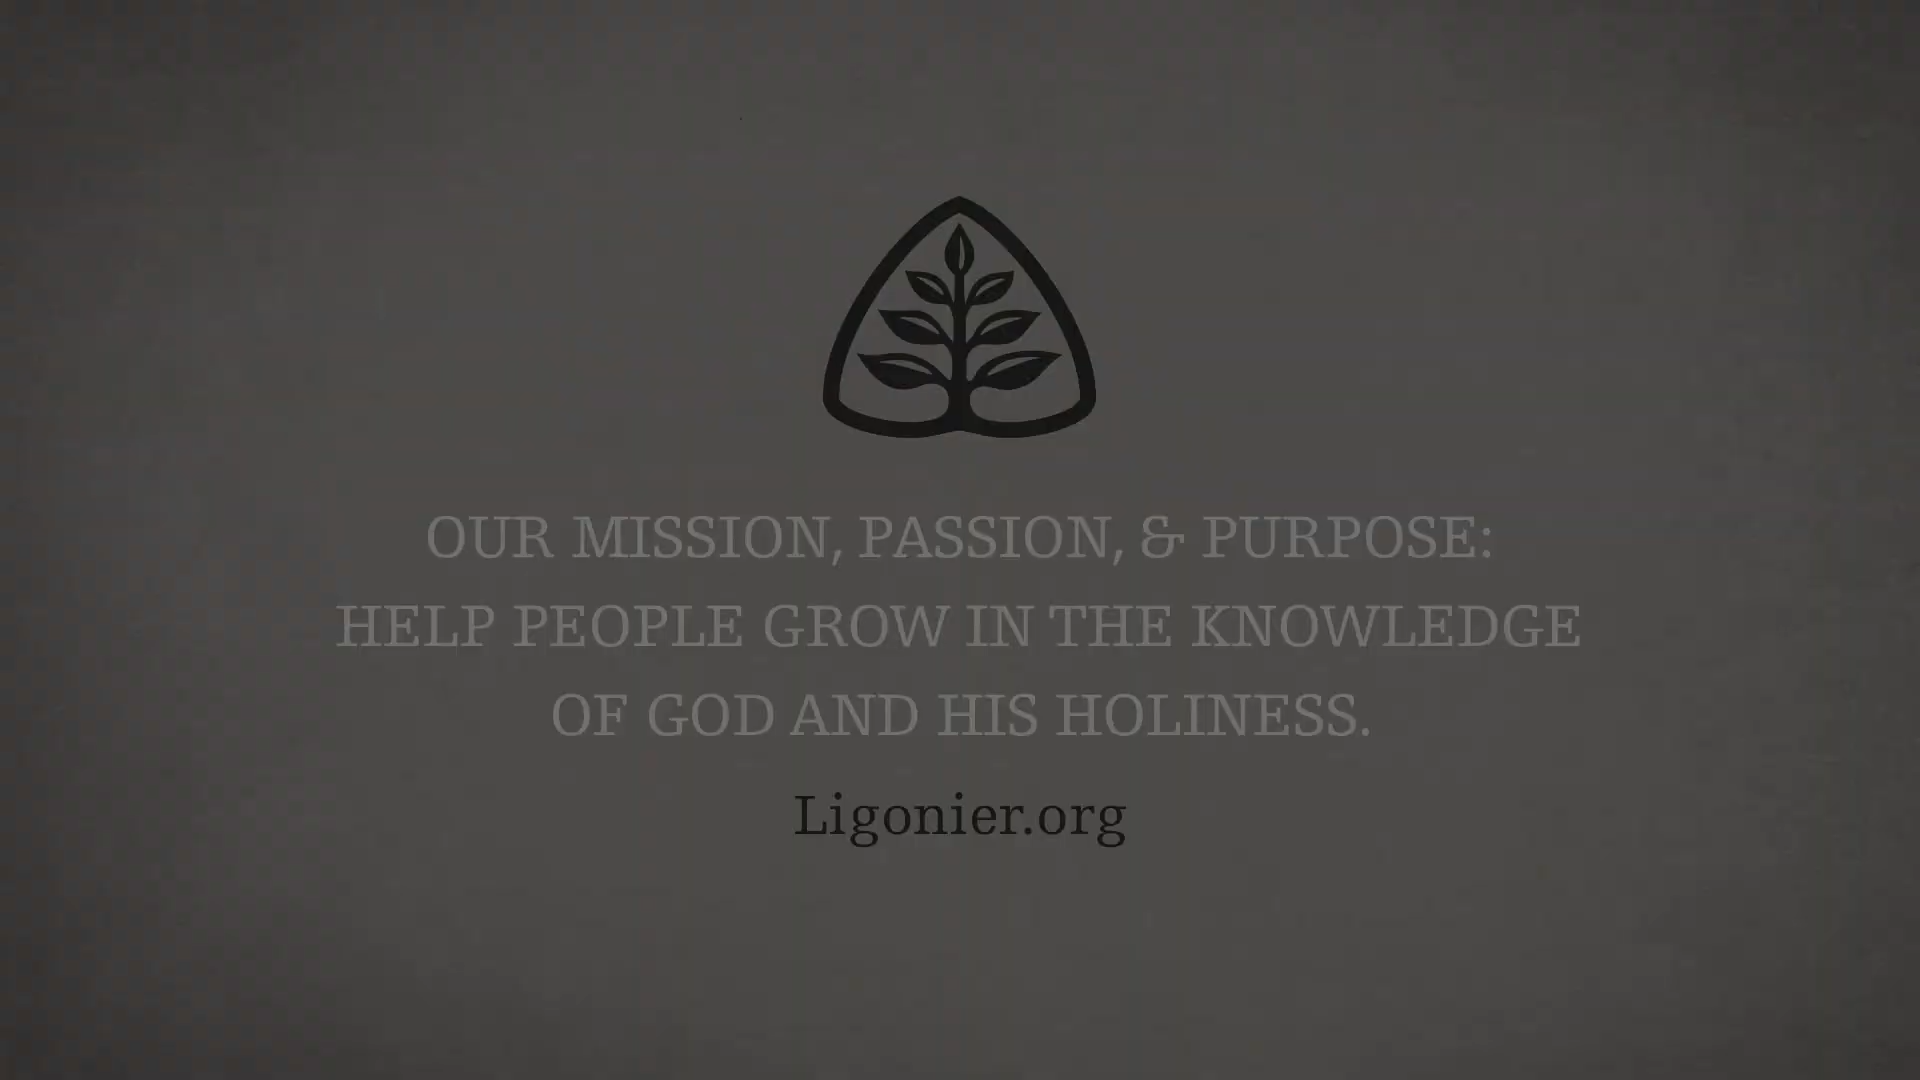 OUR MISSION, PASSION, & PURPOSE:
HELP PEOPLE GROW IN THE KNOWLEDGE
OF GOD AND HIS HOLINESS.
Ligonier.org